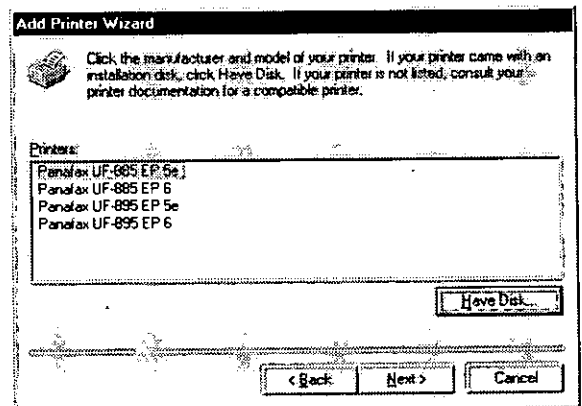 Add Printer Wizard
Click the manufacturer and model of your printer. If your printer came with an
installation disk, click Have Disk. If your printer is not listed, consult your
printer documentation for a compatible printer.
Printers:
Panafax UF-885 EP 5e
Panafax UF-885 EP 6
Panafax UF-895 EP 5e
Panafax UF-895 EP 6
Have Disk...
< Back
Next >
Cancel